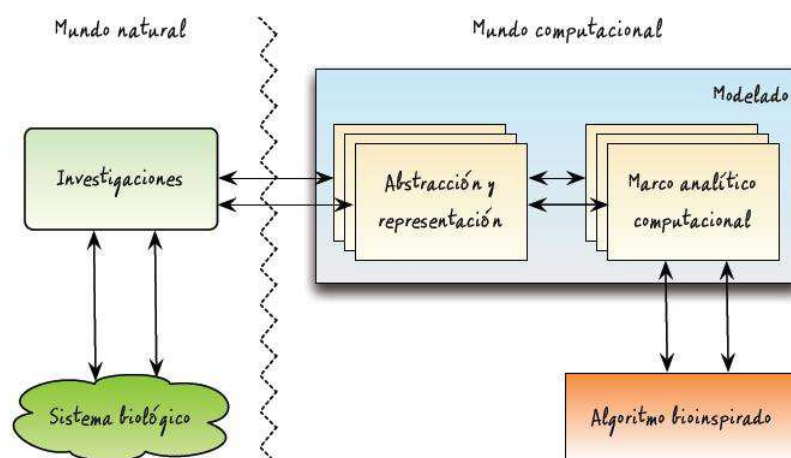 Mundo natural
Mundo computacional
Modelado
Investigaciones
Abstracción y
representación
Marco analítico
computacional
Sistema biológico
Algoritmo bioinspirado